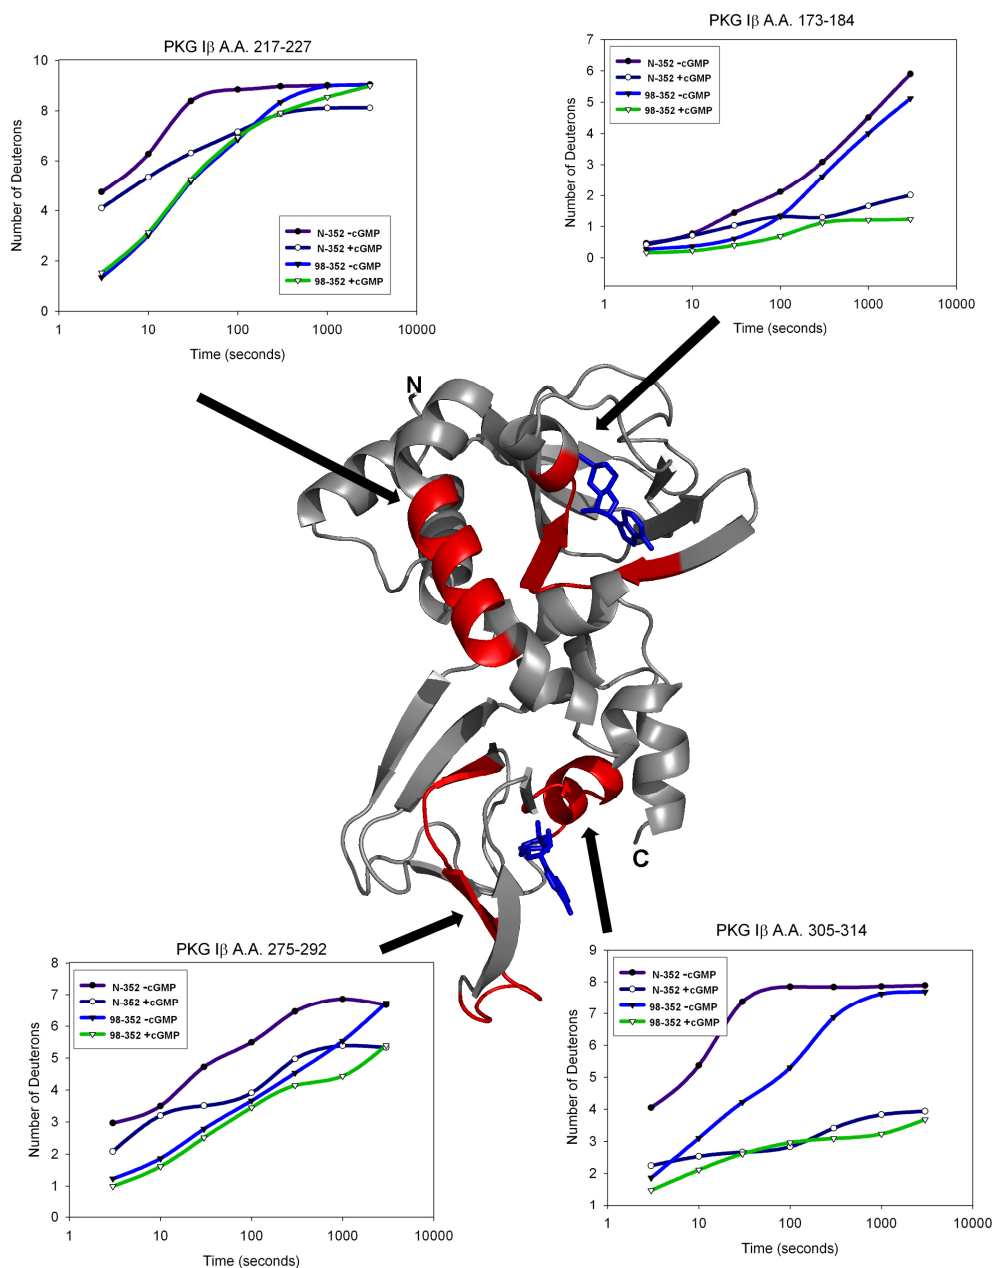 PKG Iβ A.A. 217-227
Number of Deuterons
10
8
6
4
2
0
N-352 -cGMP
N-352 +cGMP
98-352 -cGMP
98-352 +cGMP
1 10 100 1000 10000
Time (seconds)
PKG Iβ A.A. 173-184
Number of Deuterons
7
6
5
4
3
2
1
0
N-352 -cGMP
N-352 +cGMP
98-352 -cGMP
98-352 +cGMP
1 10 100 1000 10000
Time (seconds)
N
C
PKG Iβ A.A. 275-292
Number of Deuterons
8
7
6
5
4
3
2
1
0
N-352 -cGMP
N-352 +cGMP
98-352 -cGMP
98-352 +cGMP
1 10 100 1000 10000
Time (seconds)
PKG Iβ A.A. 305-314
Number of Deuterons
9
8
7
6
5
4
3
2
1
N-352 -cGMP
N-352 +cGMP
98-352 -cGMP
98-352 +cGMP
1 10 100 1000 10000
Time (seconds)